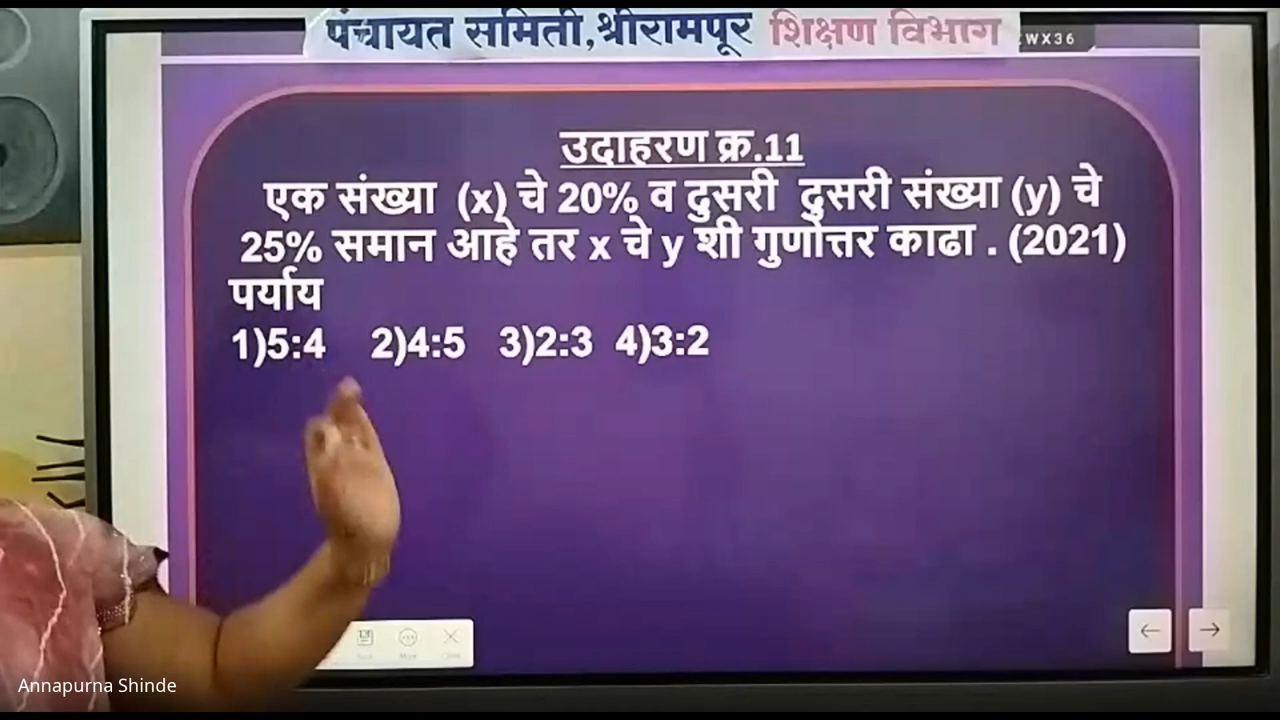 पंचायत समिती,श्रीरामपूर शिक्षण विभाग
WX36
उदाहरण क्र.11
एक संख्या (x) चे 20% व दुसरी दुसरी संख्या (y) चे
25% समान आहे तर x चे y शी गुणोत्तर काढा . (2021)
पर्याय
1)5:4 2)4:5 3)2:3 4)3:2
Annapurna Shinde